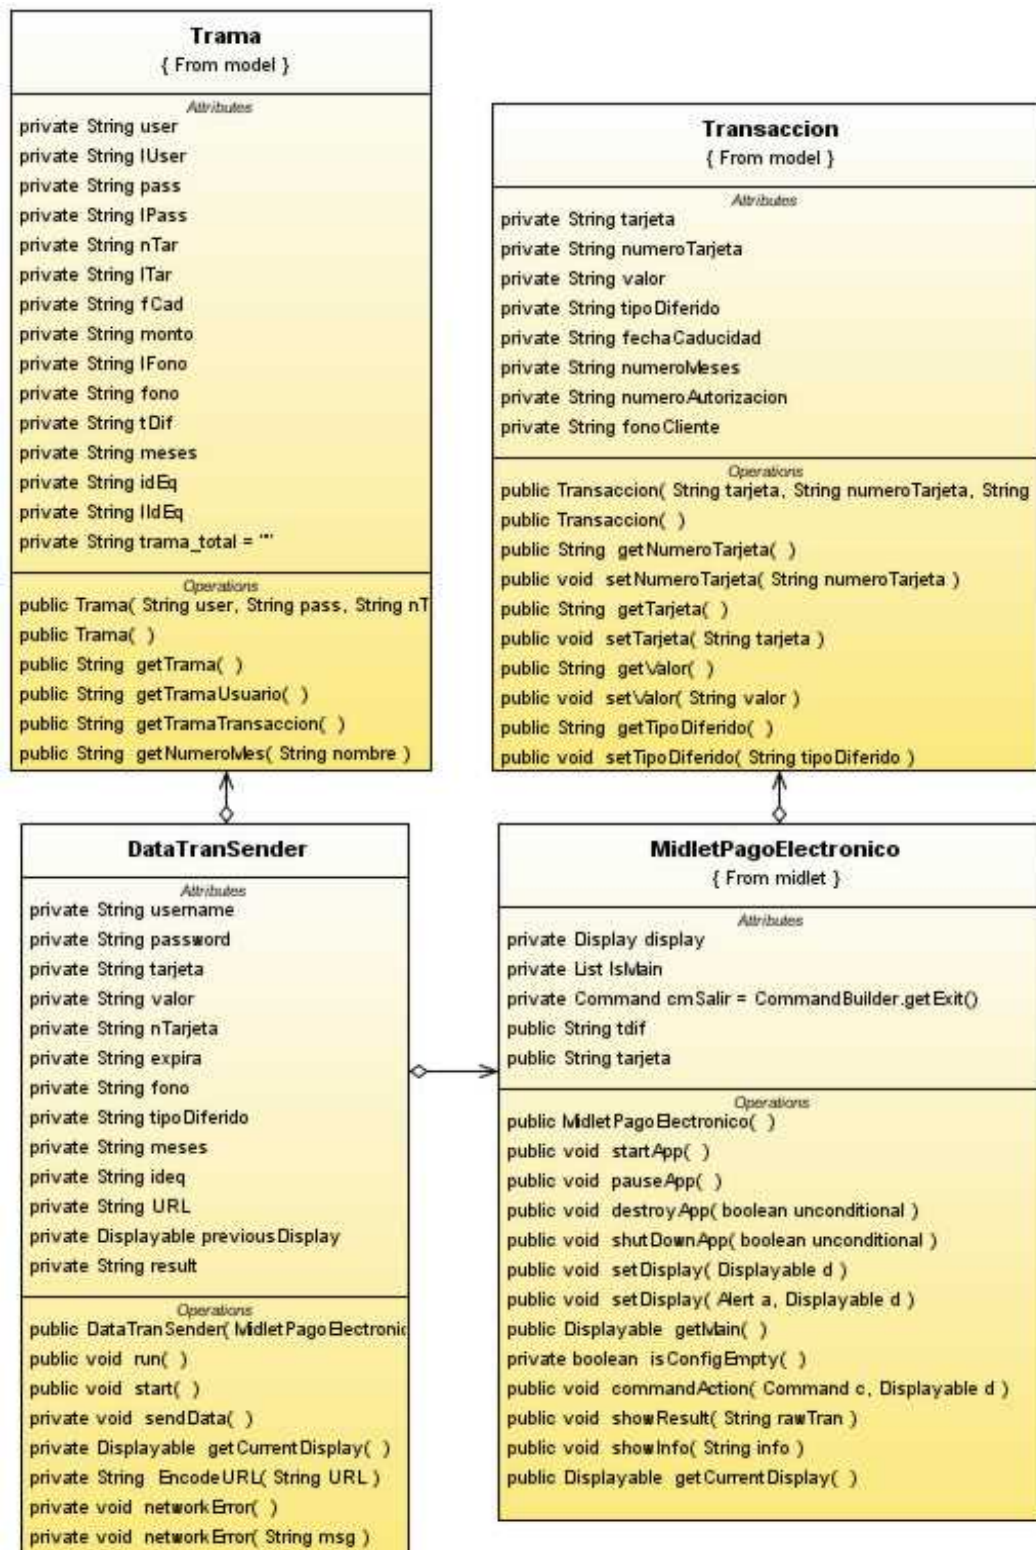 Trama
{ From model }
Attributes
private String user
private String lUser
private String pass
private String lPass
private String nTar
private String lTar
private String fCad
private String monto
private String lFono
private String fono
private String tDif
private String meses
private String idEq
private String lIdEq
private String trama_total = ""
Operations
public Trama( String user, String pass, String nT
public Trama( )
public String getTrama( )
public String getTramaUsuario( )
public String getTramaTransaccion( )
public String getNumeroMes( String nombre )
Transaccion
{ From model }
Attributes
private String tarjeta
private String numeroTarjeta
private String valor
private String tipoDiferido
private String fechaCaducidad
private String numeroMeses
private String numeroAutorizacion
private String fonoCliente
Operations
public Transaccion( String tarjeta, String numeroTarjeta, String
public Transaccion( )
public String getNumeroTarjeta( )
public void setNumeroTarjeta( String numeroTarjeta )
public String getTarjeta( )
public void setTarjeta( String tarjeta )
public String getValor( )
public void setValor( String valor )
public String getTipoDiferido( )
public void setTipoDiferido( String tipoDiferido )
DataTranSender
Attributes
private String username
private String password
private String tarjeta
private String valor
private String nTarjeta
private String expira
private String fono
private String tipoDiferido
private String meses
private String ideq
private String URL
private Displayable previousDisplay
private String result
Operations
public DataTranSender( MidletPagoElectronic
public void run( )
public void start( )
private void sendData( )
private Displayable getCurrentDisplay( )
private String EncodeURL( String URL )
private void networkError( )
private void networkError( String msg )
MidletPagoElectronico
{ From midlet }
Attributes
private Display display
private List lsMain
private Command cmSalir = CommandBuilder.getExit()
public String tdif
public String tarjeta
Operations
public MidletPagoElectronico( )
public void startApp( )
public void pauseApp( )
public void destroyApp( boolean unconditional )
public void shutDownApp( boolean unconditional )
public void setDisplay( Displayable d )
public void setDisplay( Alert a, Displayable d )
public Displayable getMain( )
private boolean isConfigEmpty( )
public void commandAction( Command c, Displayable d )
public void showResult( String rawTran )
public void showInfo( String info )
public Displayable getCurrentDisplay( )